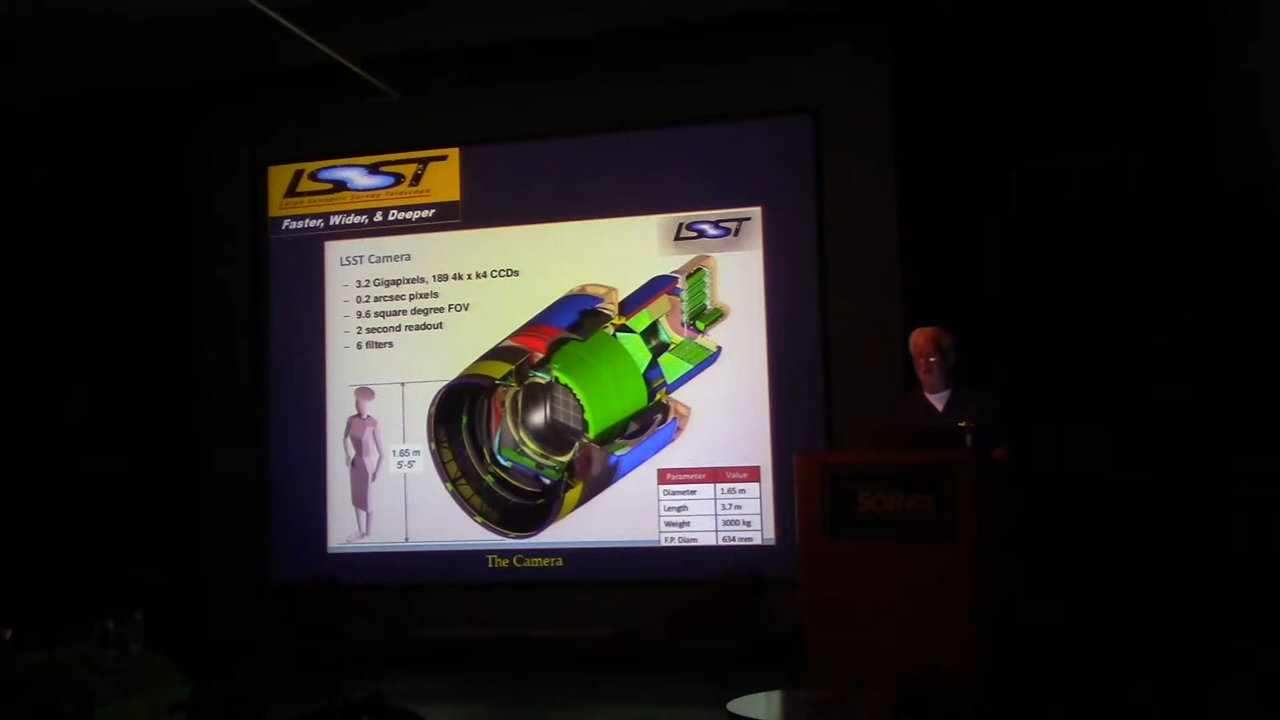 LSST
Large Synoptic Survey Telescope
Faster, Wider, & Deeper
LSST
LSST Camera
– 3.2 Gigapixels, 189 4k x k4 CCDs
– 0.2 arcsec pixels
– 9.6 square degree FOV
– 2 second readout
– 6 filters
1.65 m
5'-5"
Parameter Value
Diameter 1.65 m
Length 3.7 m
Weight 3000 kg
F.P. Diam 634 mm
The Camera
SCIENCE